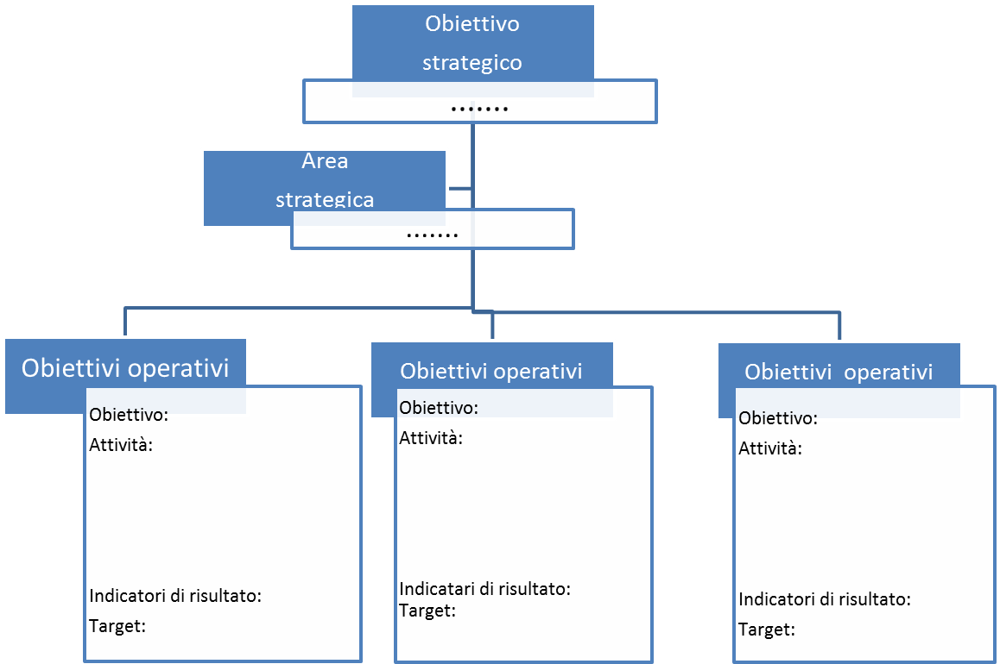 Obiettivo
strategico
.......
Area
strategica
.......
Obiettivi operativi
Obiettivo:
Attività:
Indicatori di risultato:
Target:
Obiettivi operativi
Obiettivo:
Attività:
Indicatari di risultato:
Target:
Obiettivi  operativi
Obiettivo:
Attività:
Indicatori di risultato:
Target: